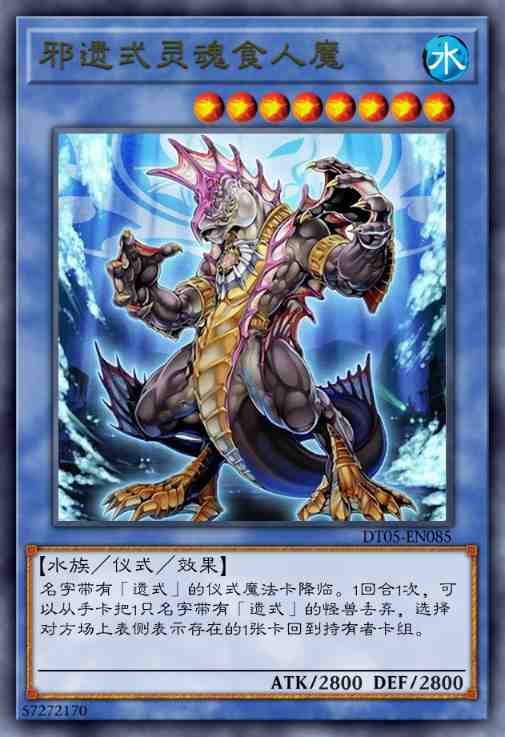 邪遗式灵魂食人魔
水
DT05-EN085
【水族／仪式／效果】
名字带有「遗式」的仪式魔法卡降临。1回合1次，可
以从手卡把1只名字带有「遗式」的怪兽丢弃，选择
对方场上表侧表示存在的1张卡回到持有者卡组。
ATK/2800 DEF/2800
57272170